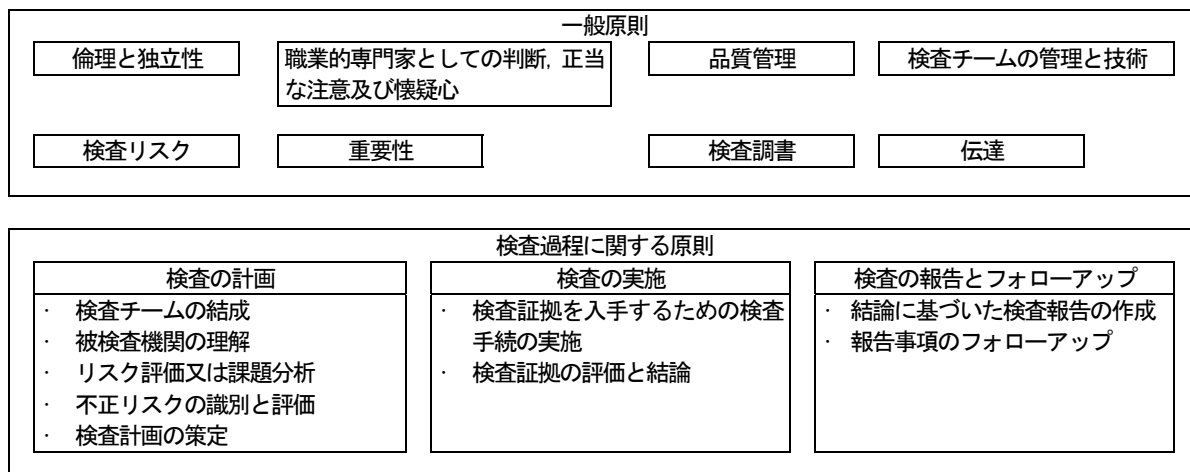 一般原則
倫理と独立性
職業的専門家としての判断, 正当
な注意及び懐疑心
品質管理
検査チームの管理と技術
検査リスク
重要性
検査調書
伝達
検査過程に関する原則
検査の計画
・ 検査チームの結成
・ 被検査機関の理解
・ リスク評価又は課題分析
・ 不正リスクの識別と評価
・ 検査計画の策定
検査の実施
・ 検査証拠を入手するための検査
手続の実施
・ 検査証拠の評価と結論
検査の報告とフォローアップ
・ 結論に基づいた検査報告の作成
・ 報告事項のフォローアップ